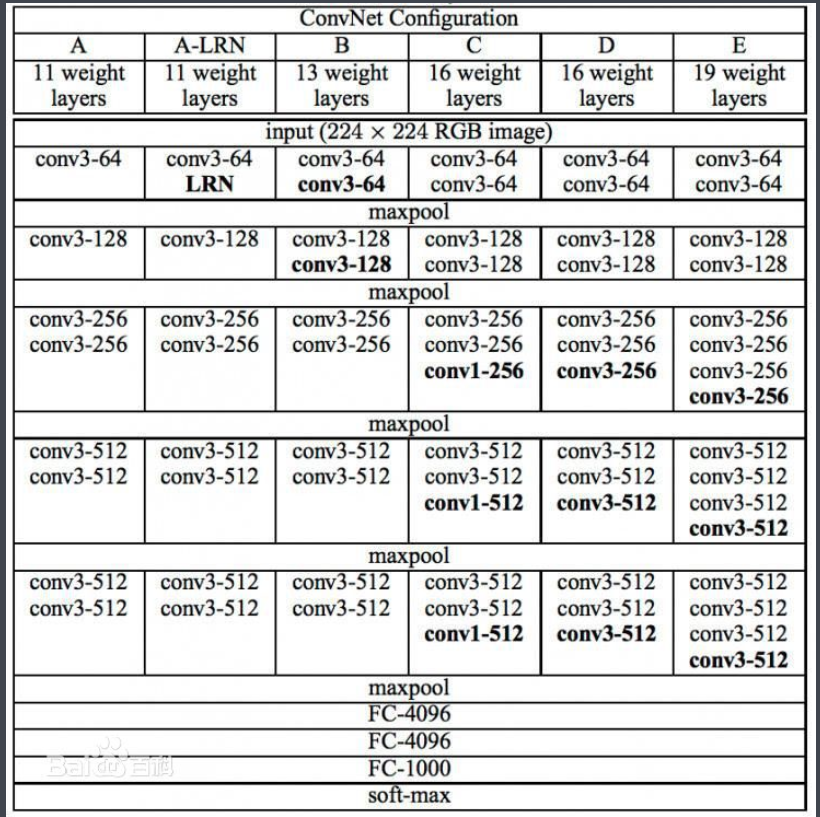 ConvNet Configuration
A A-LRN B C D E
11 weight 11 weight 13 weight 16 weight 16 weight 19 weight
layers layers layers layers layers layers
input (224 × 224 RGB image)
conv3-64 conv3-64 conv3-64 conv3-64 conv3-64 conv3-64
LRN conv3-64 conv3-64 conv3-64 conv3-64
maxpool
conv3-128 conv3-128 conv3-128 conv3-128 conv3-128 conv3-128
conv3-128 conv3-128 conv3-128 conv3-128
maxpool
conv3-256 conv3-256 conv3-256 conv3-256 conv3-256 conv3-256
conv3-256 conv3-256 conv3-256 conv3-256 conv3-256 conv3-256
conv1-256 conv3-256 conv3-256
conv3-256
maxpool
conv3-512 conv3-512 conv3-512 conv3-512 conv3-512 conv3-512
conv3-512 conv3-512 conv3-512 conv3-512 conv3-512 conv3-512
conv1-512 conv3-512 conv3-512
conv3-512
maxpool
conv3-512 conv3-512 conv3-512 conv3-512 conv3-512 conv3-512
conv3-512 conv3-512 conv3-512 conv3-512 conv3-512 conv3-512
conv1-512 conv3-512 conv3-512
conv3-512
maxpool
FC-4096
FC-4096
FC-1000
Bai百科
soft-max